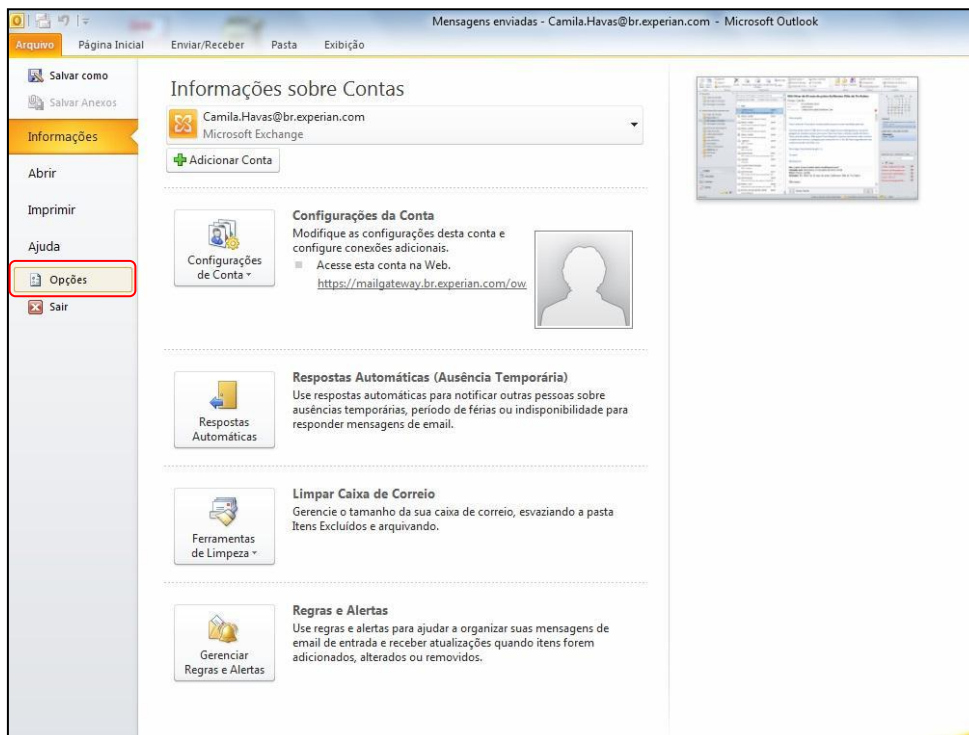 Mensagens enviadas - Camila.Havas@br.experian.com - Microsoft Outlook
Arquivo Página Inicial Enviar/Receber Pasta Exibição
Salvar como
Salvar Anexos
Informações
Abrir
Imprimir
Ajuda
Opções
Sair
Informações sobre Contas
Camila.Havas@br.experian.com
Microsoft Exchange
Adicionar Conta
Configurações de Conta
Configurações da Conta
Modifique as configurações desta conta e
configure conexões adicionais.
Acesse esta conta na Web.
https://mailgateway.br.experian.com/ow
Respostas
Automáticas
Respostas Automáticas (Ausência Temporária)
Use respostas automáticas para notificar outras pessoas sobre
ausências temporárias, período de férias ou indisponibilidade para
responder mensagens de email.
Ferramentas
de Limpeza
Limpar Caixa de Correio
Gerencie o tamanho da sua caixa de correio, esvaziando a pasta
Itens Excluídos e arquivando.
Gerenciar
Regras e Alertas
Regras e Alertas
Use regras e alertas para ajudar a organizar suas mensagens de
email de entrada e receber atualizações quando itens forem
adicionados, alterados ou removidos.